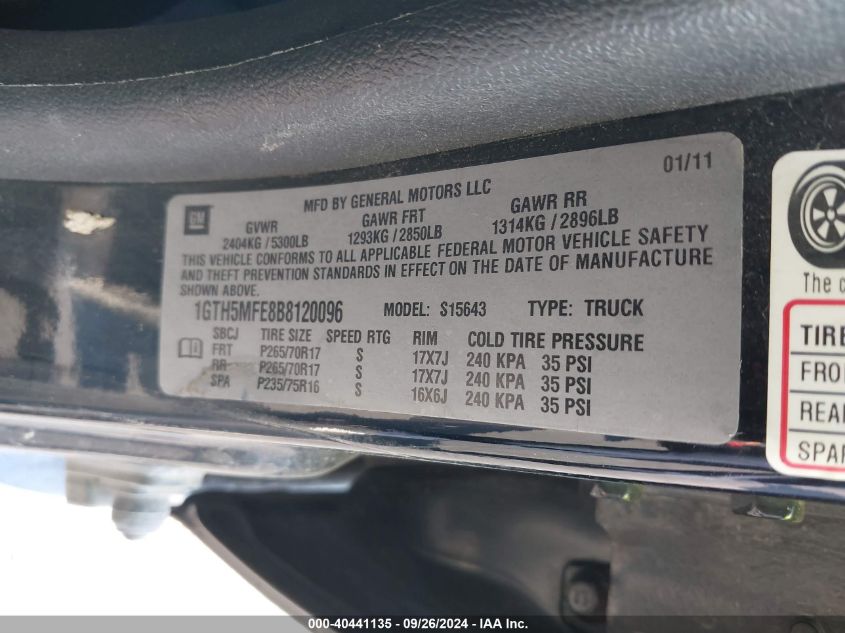 01/11
MFD BY GENERAL MOTORS LLC
GM
GVWR GAWR FRT GAWR RR
2404KG / 5300LB 1293KG / 2850LB 1314KG / 2896LB
THIS VEHICLE CONFORMS TO ALL APPLICABLE FEDERAL MOTOR VEHICLE SAFETY
AND THEFT PREVENTION STANDARDS IN EFFECT ON THE DATE OF MANUFACTURE
SHOWN ABOVE.
1GTH5MFE8B8120096 MODEL: S15643 TYPE: TRUCK
SBCJ TIRE SIZE SPEED RTG RIM COLD TIRE PRESSURE
FRT P265/70R17 S 17X7J 240 KPA 35 PSI
RR P265/70R17 S 17X7J 240 KPA 35 PSI
SPA P235/75R16 S 16X6J 240 KPA 35 PSI
The c
TIRE
FRO
REA
SPAR
000-40441135 - 09/26/2024 - IAA Inc.